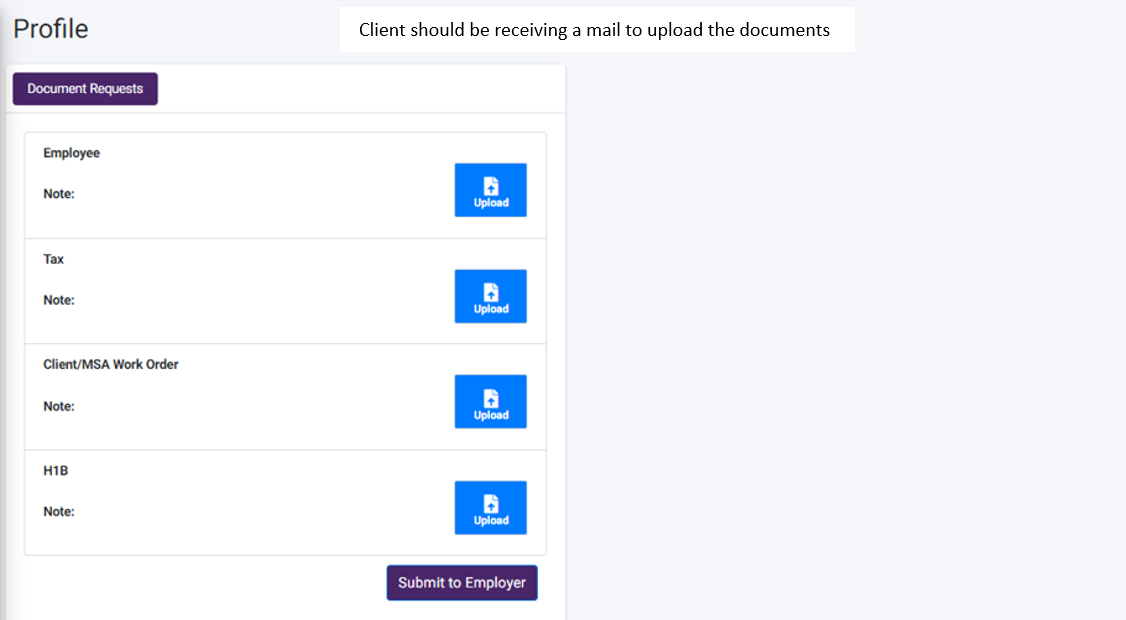 Profile
Client should be receiving a mail to upload the documents
Document Requests
Employee
Note:
Upload
Tax
Note:
Upload
Client/MSA Work Order
Note:
Upload
H1B
Note:
Upload
Submit to Employer